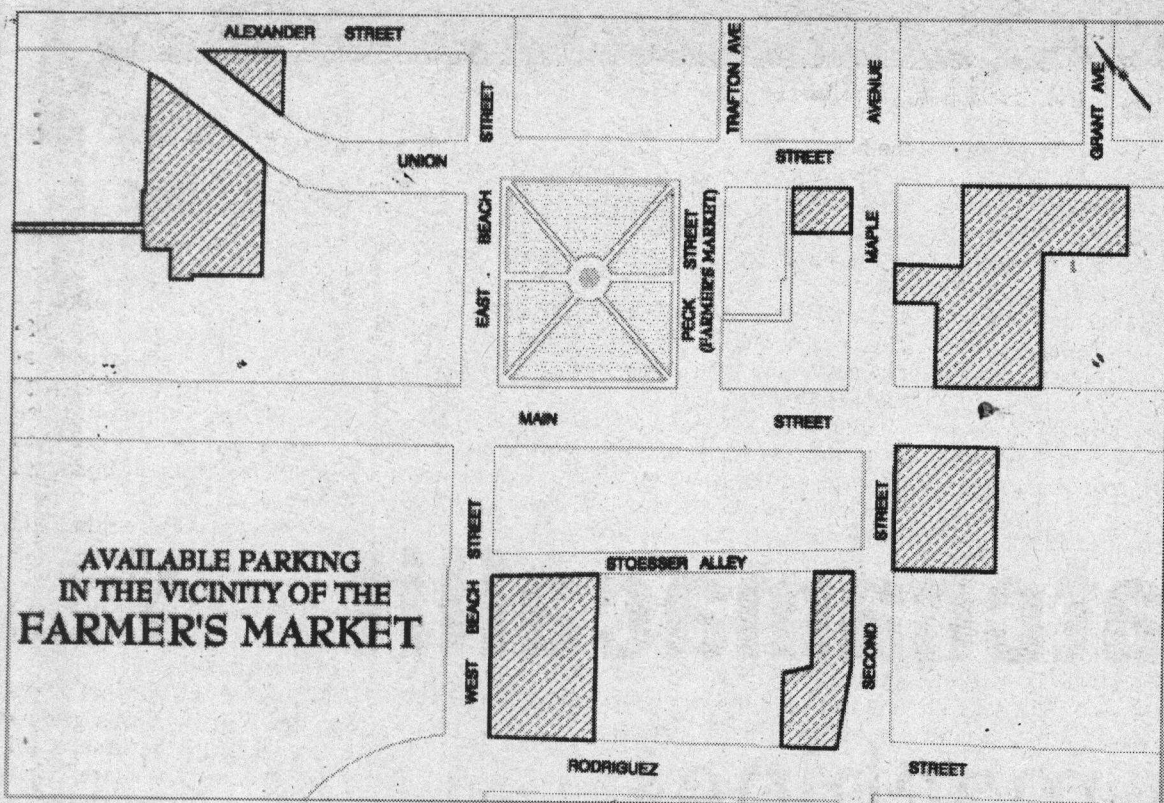 ALEXANDER STREET
TRAFTON AVE
AVENUE
GRANT AVE
STREET
UNION
STREET
EAST BEACH
PECK STREET
(FARMER'S MARKET)
MAPLE
MAIN
STREET
STREET
STREET
STOESSER ALLEY
AVAILABLE PARKING
IN THE VICINITY OF THE
FARMER'S MARKET
WEST BEACH
SECOND
RODRIGUEZ
STREET